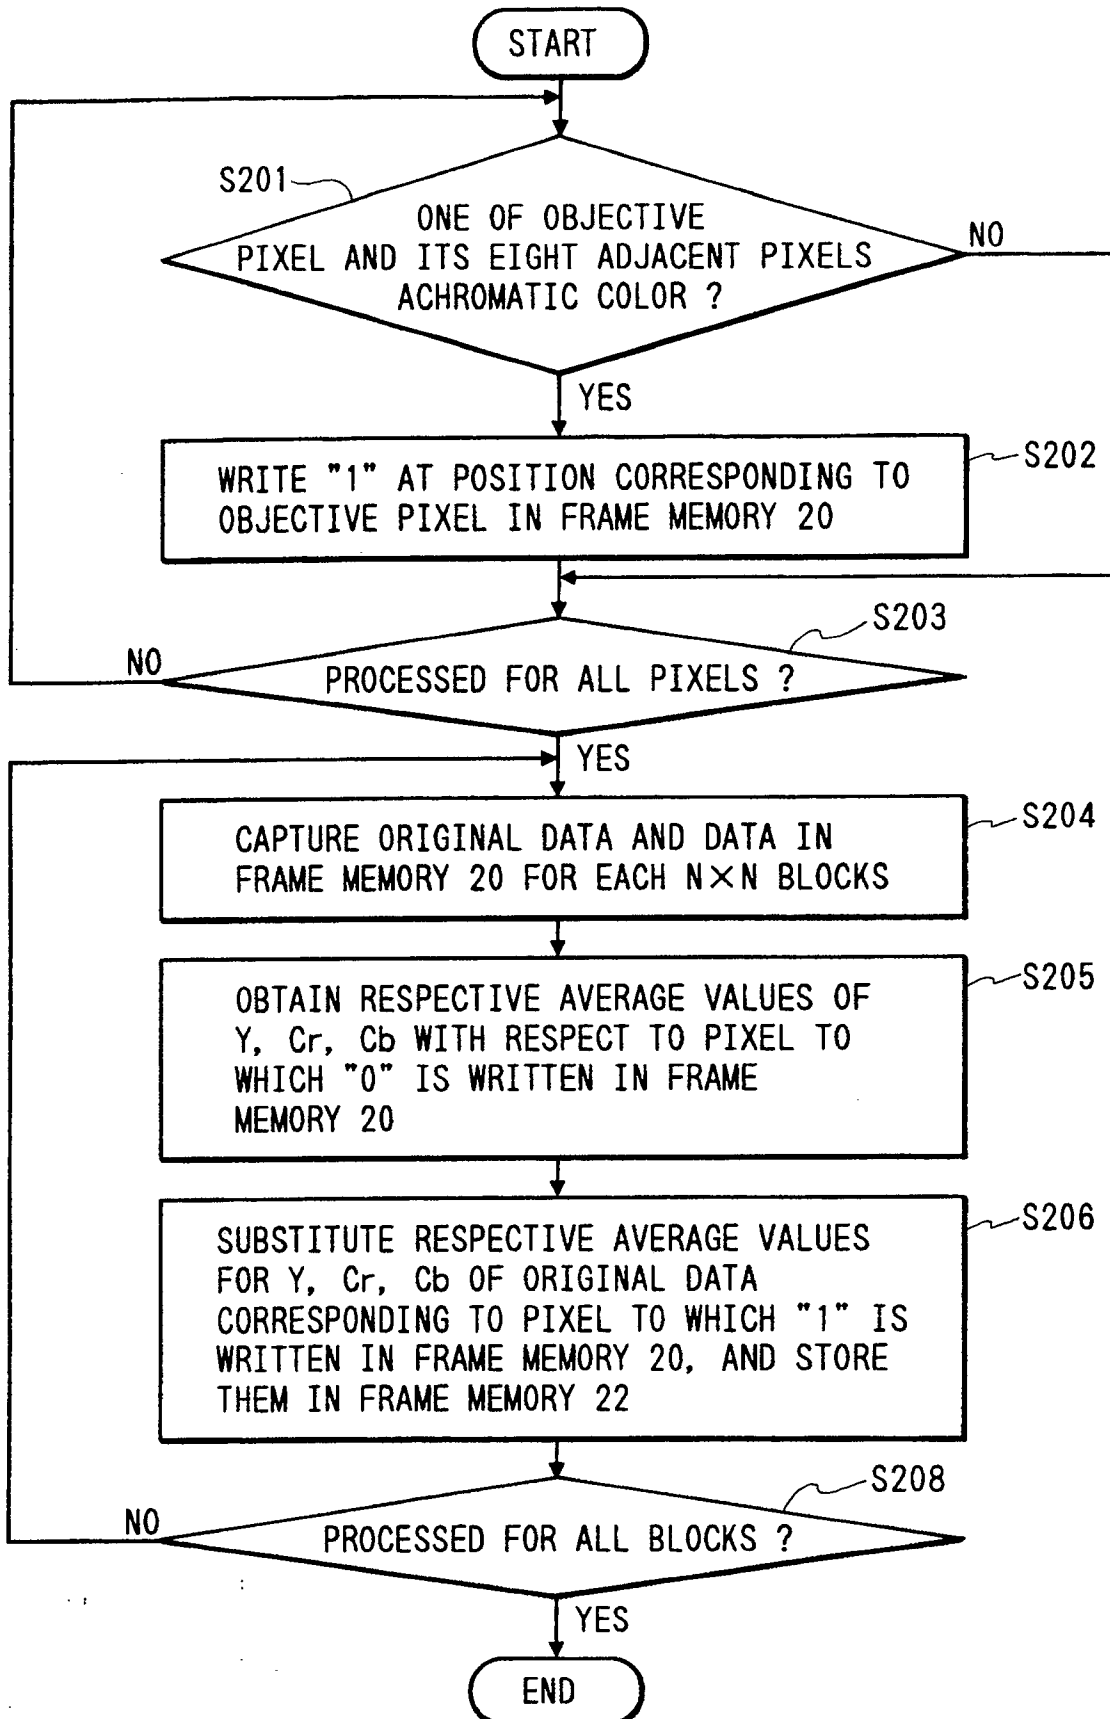 START
S201
ONE OF OBJECTIVE
PIXEL AND ITS EIGHT ADJACENT PIXELS
ACHROMATIC COLOR ?
NO
YES
S202
WRITE "1" AT POSITION CORRESPONDING TO
OBJECTIVE PIXEL IN FRAME MEMORY 20
S203
NO
PROCESSED FOR ALL PIXELS ?
YES
S204
CAPTURE ORIGINAL DATA AND DATA IN
FRAME MEMORY 20 FOR EACH N×N BLOCKS
S205
OBTAIN RESPECTIVE AVERAGE VALUES OF
Y, Cr, Cb WITH RESPECT TO PIXEL TO
WHICH "0" IS WRITTEN IN FRAME
MEMORY 20
S206
SUBSTITUTE RESPECTIVE AVERAGE VALUES
FOR Y, Cr, Cb OF ORIGINAL DATA
CORRESPONDING TO PIXEL TO WHICH "1" IS
WRITTEN IN FRAME MEMORY 20, AND STORE
THEM IN FRAME MEMORY 22
S208
NO
PROCESSED FOR ALL BLOCKS ?
YES
END